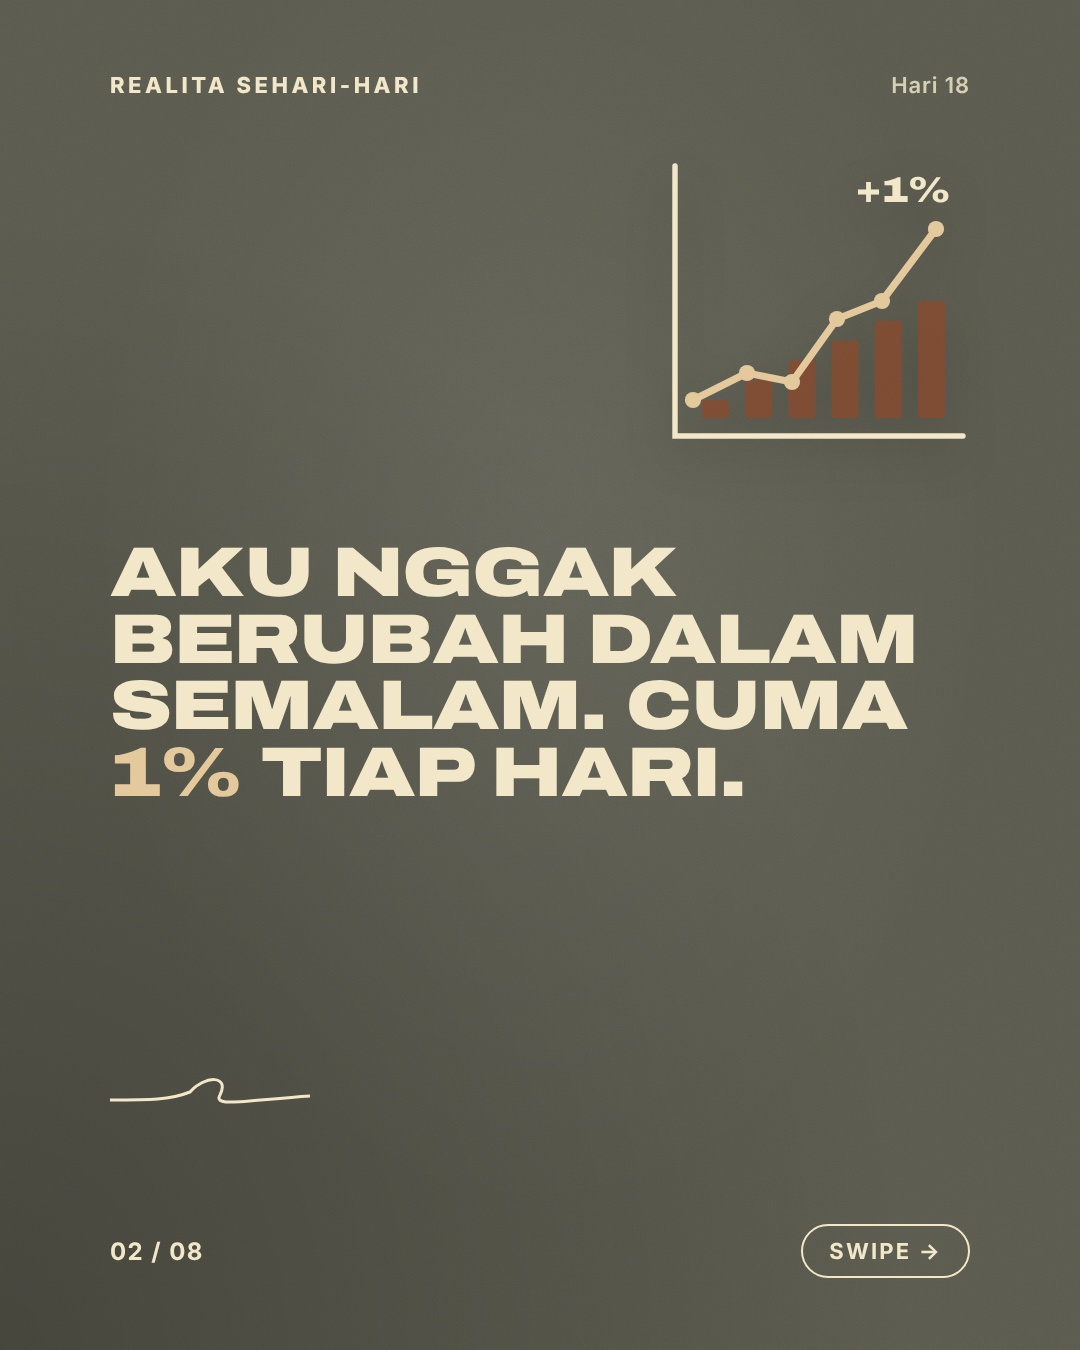 REALITA SEHARI-HARI
Hari 18
+1%
AKU NGGAK
BERUBAH DALAM
SEMALAM. CUMA
1% TIAP HARI.
02 / 08
SWIPE →